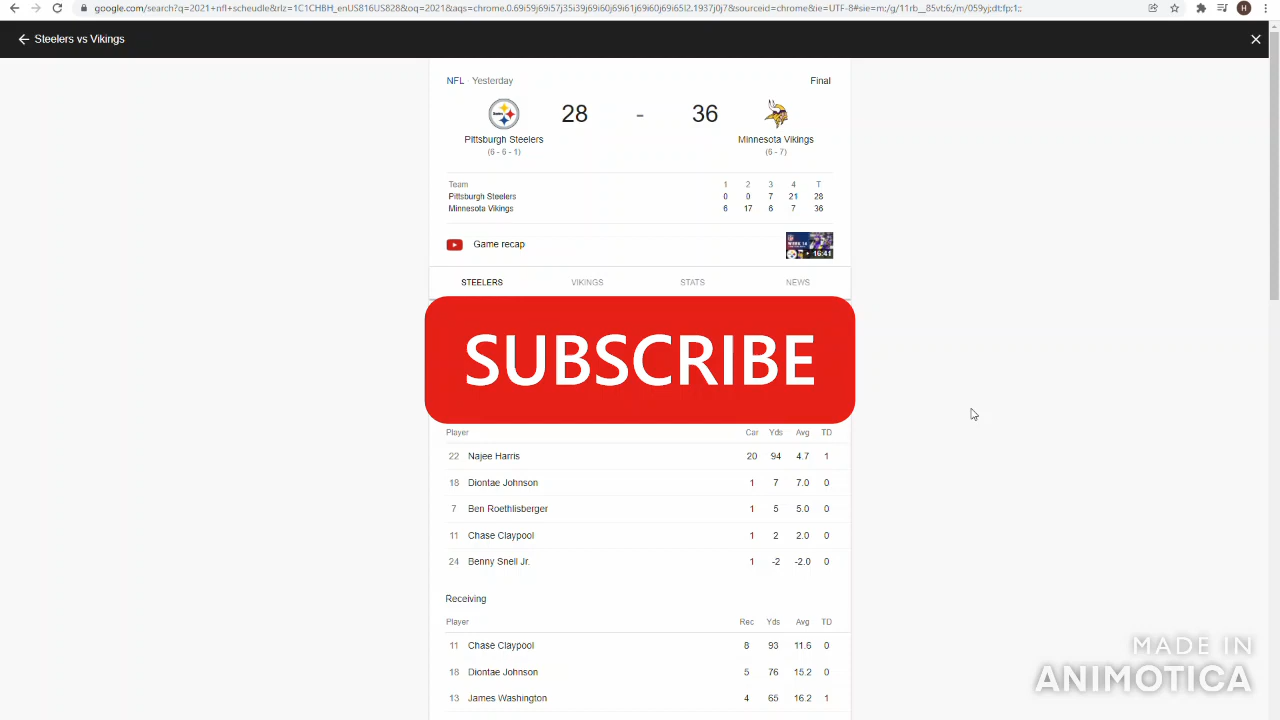 google.com/search?q=2021+nfl+scheudle&rlz=1C1CHBH_enUS816US828&oq=2021&aqs=chrome.0.69i59j69i57j35i39j69i60j69i61j69i60j69i65l2.1937j0j7&sourceid=chrome&ie=UTF-8#sie=m;/g/11rb__85vt;6;/m/059yj;dt;fp;1;;
H
Steelers vs Vikings
NFL · Yesterday Final
28 - 36
Pittsburgh Steelers Minnesota Vikings
(6 - 6 - 1) (6 - 7)
Team 1 2 3 4 T
Pittsburgh Steelers 0 0 7 21 28
Minnesota Vikings 6 17 6 7 36
Game recap 16:41
STEELERS VIKINGS STATS NEWS
SUBSCRIBE
Player Car Yds Avg TD
22 Najee Harris 20 94 4.7 1
18 Diontae Johnson 1 7 7.0 0
7 Ben Roethlisberger 1 5 5.0 0
11 Chase Claypool 1 2 2.0 0
24 Benny Snell Jr. 1 -2 -2.0 0
Receiving
Player Rec Yds Avg TD
11 Chase Claypool 8 93 11.6 0
18 Diontae Johnson 5 76 15.2 0
13 James Washington 4 65 16.2 1
MADE IN
ANIMOTICA